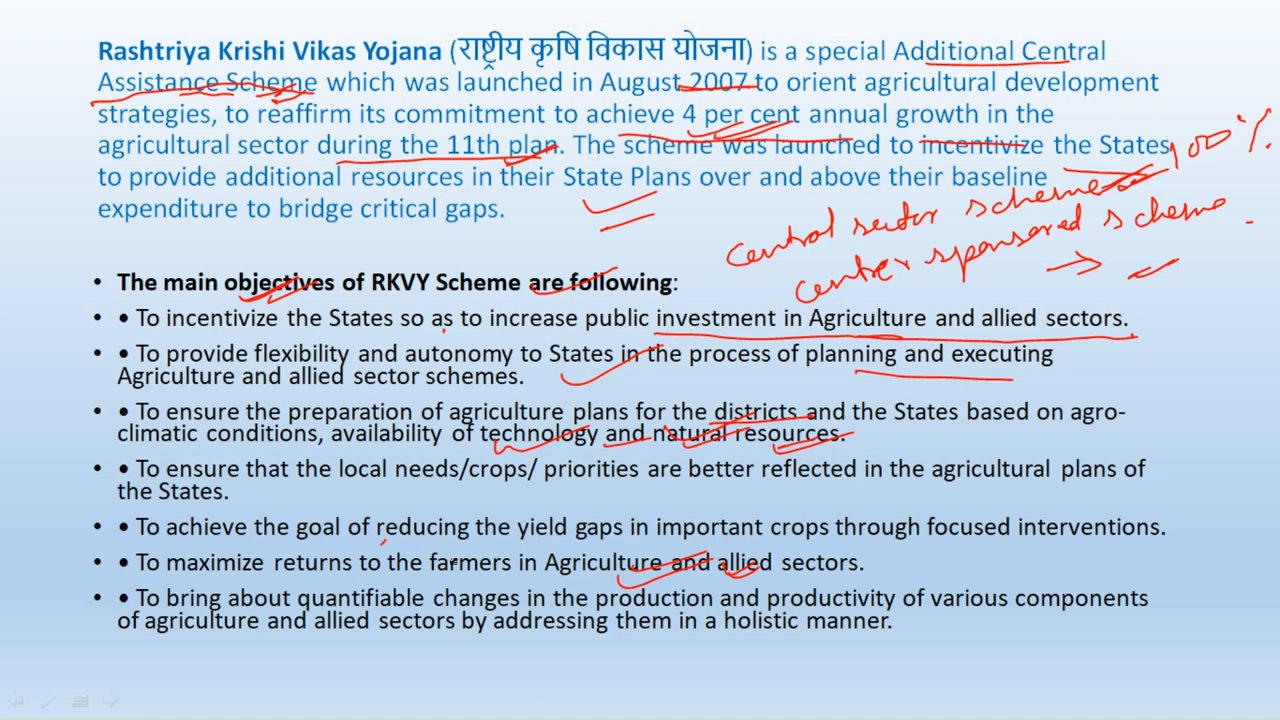 Rashtriya Krishi Vikas Yojana (राष्ट्रीय कृषि विकास योजना) is a special Additional Central
Assistance Scheme which was launched in August 2007 to orient agricultural development
strategies, to reaffirm its commitment to achieve 4 per cent annual growth in the
agricultural sector during the 11th plan. The scheme was launched to incentivize the States
to provide additional resources in their State Plans over and above their baseline
expenditure to bridge critical gaps.
100%
central sector scheme
center sponsored scheme
• The main objectives of RKVY Scheme are following:
• • To incentivize the States so as to increase public investment in Agriculture and allied sectors.
• • To provide flexibility and autonomy to States in the process of planning and executing
Agriculture and allied sector schemes.
• • To ensure the preparation of agriculture plans for the districts and the States based on agro-
climatic conditions, availability of technology and natural resources.
• • To ensure that the local needs/crops/ priorities are better reflected in the agricultural plans of
the States.
• • To achieve the goal of reducing the yield gaps in important crops through focused interventions.
• • To maximize returns to the farmers in Agriculture and allied sectors.
• • To bring about quantifiable changes in the production and productivity of various components
of agriculture and allied sectors by addressing them in a holistic manner.